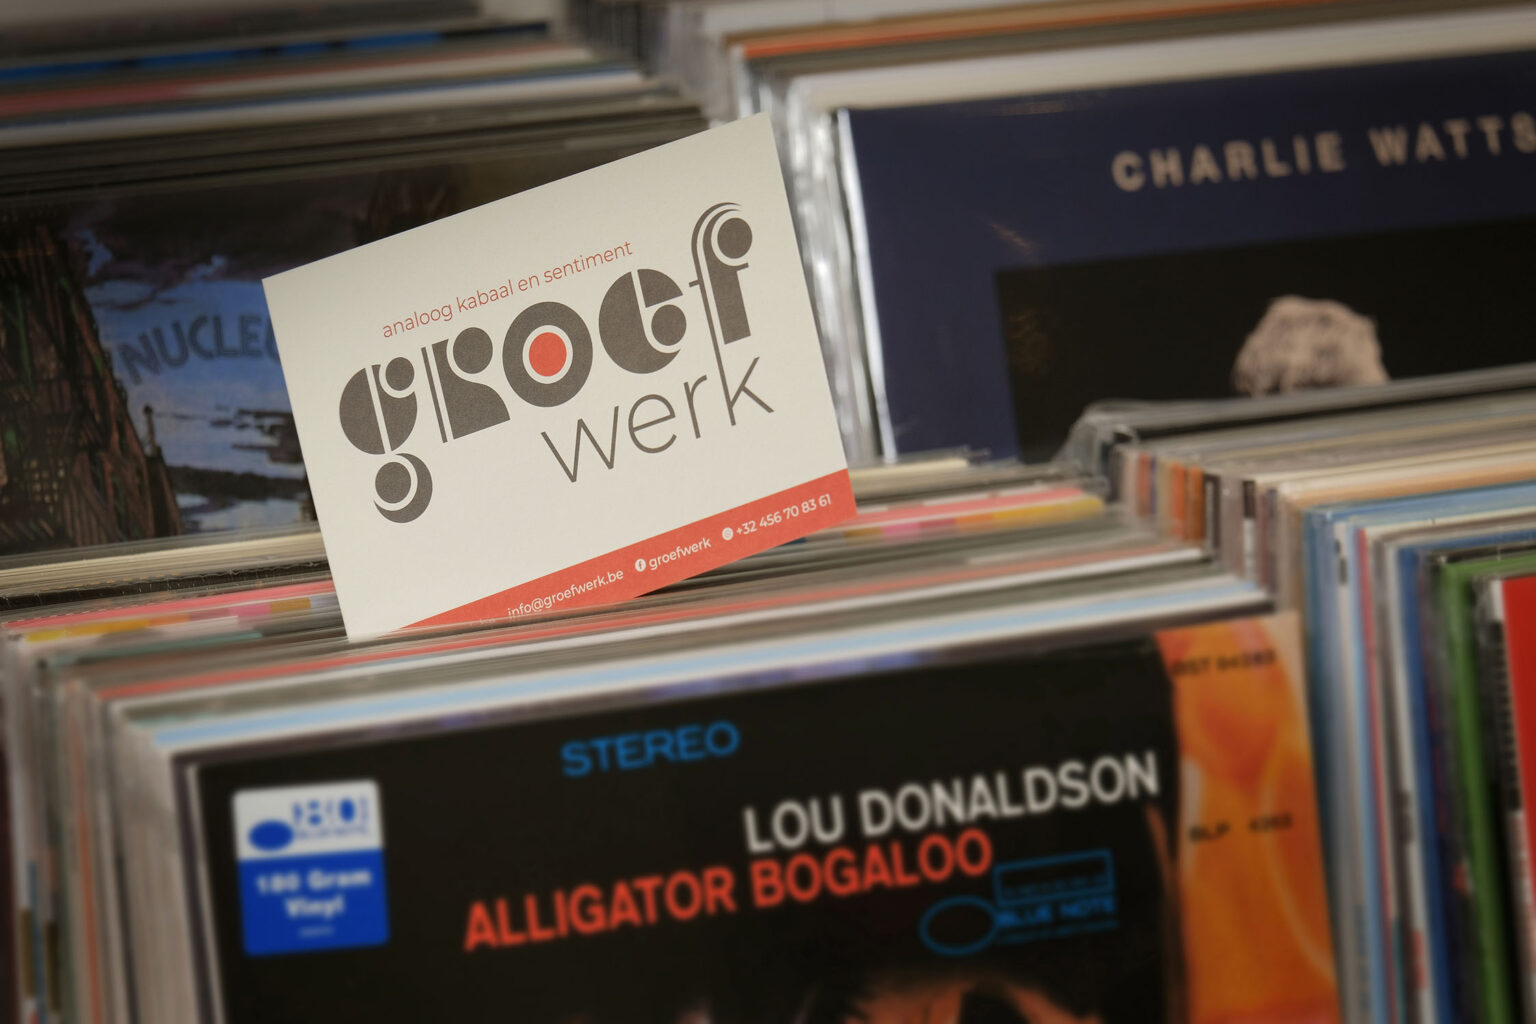 analoog kabaal en sentiment
groef
werk
info@groefwerk.be groefwerk +32 456 70 83 61
CHARLIE WATTS
NUCLE
STEREO
LOU DONALDSON
ALLIGATOR BOGALOO
BLUE NOTE
180 Gram
Vinyl